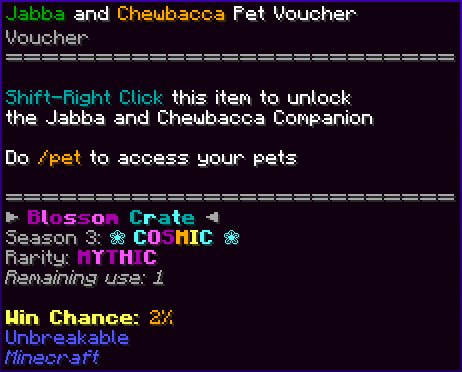 Jabba and Chewbacca Pet Voucher
Voucher
================================
Shift-Right Click this item to unlock
the Jabba and Chewbacca Companion
Do /pet to access your pets
================================
► Blossom Crate ◄
Season 3: ❀ COSMIC ❀
Rarity: MYTHIC
Remaining use: 1
Win Chance: 2%
Unbreakable
Minecraft